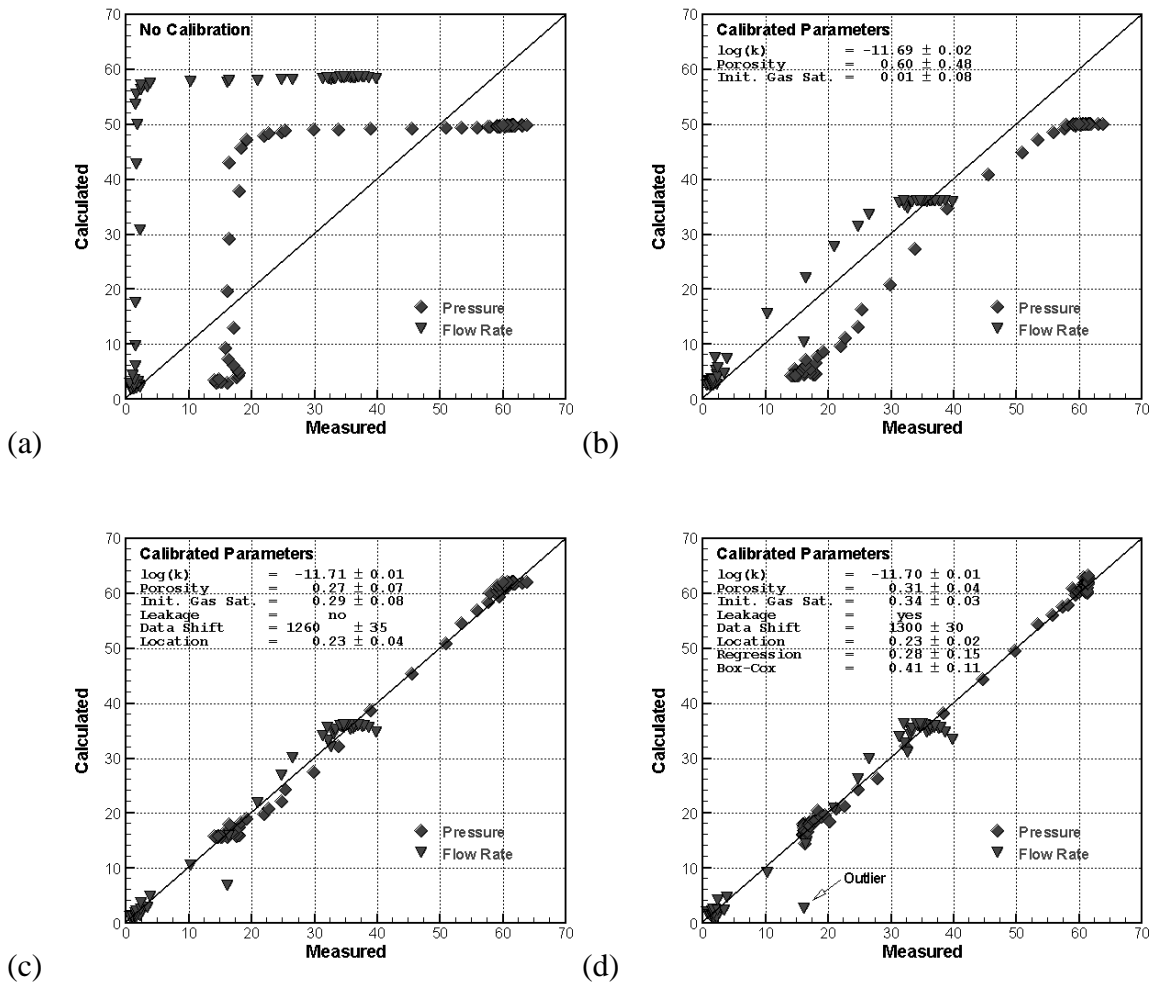 70
60
50
40
30
20
10
0
Calculated
No Calibration
Pressure
Flow Rate
0 10 20 30 40 50 60 70
Measured
(a)
70
60
50
40
30
20
10
0
Calculated
Calibrated Parameters
log(k) = -11.69 ± 0.02
Porosity = 0.60 ± 0.48
Init. Gas Sat. = 0.01 ± 0.08
Pressure
Flow Rate
0 10 20 30 40 50 60 70
Measured
(b)
70
60
50
40
30
20
10
0
Calculated
Calibrated Parameters
log(k) = -11.71 ± 0.01
Porosity = 0.27 ± 0.07
Init. Gas Sat. = 0.29 ± 0.08
Leakage = no
Data Shift = 1260 ± 35
Location = 0.23 ± 0.04
Pressure
Flow Rate
0 10 20 30 40 50 60 70
Measured
(c)
70
60
50
40
30
20
10
0
Calculated
Calibrated Parameters
log(k) = -11.70 ± 0.01
Porosity = 0.31 ± 0.04
Init. Gas Sat. = 0.34 ± 0.03
Leakage = yes
Data Shift = 1300 ± 30
Location = 0.23 ± 0.02
Regression = 0.28 ± 0.15
Box-Cox = 0.41 ± 0.11
Pressure
Flow Rate
Outlier
0 10 20 30 40 50 60 70
Measured
(d)